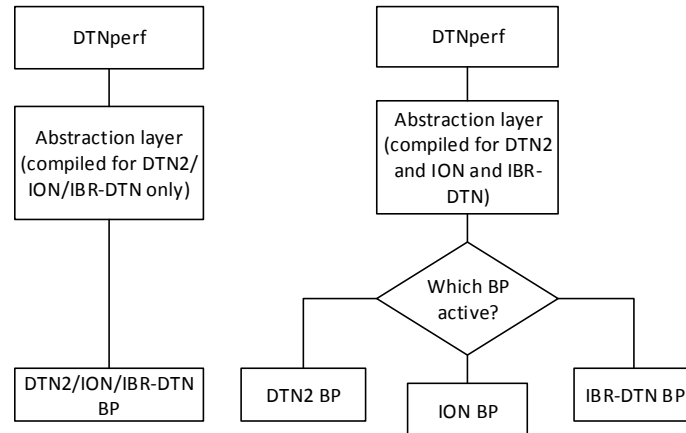 DTNperf
Abstraction layer
(compiled for DTN2/
ION/IBR-DTN only)
DTN2/ION/IBR-DTN
BP
DTNperf
Abstraction layer
(compiled for DTN2
and ION and IBR-
DTN)
Which BP
active?
DTN2 BP
ION BP
IBR-DTN BP